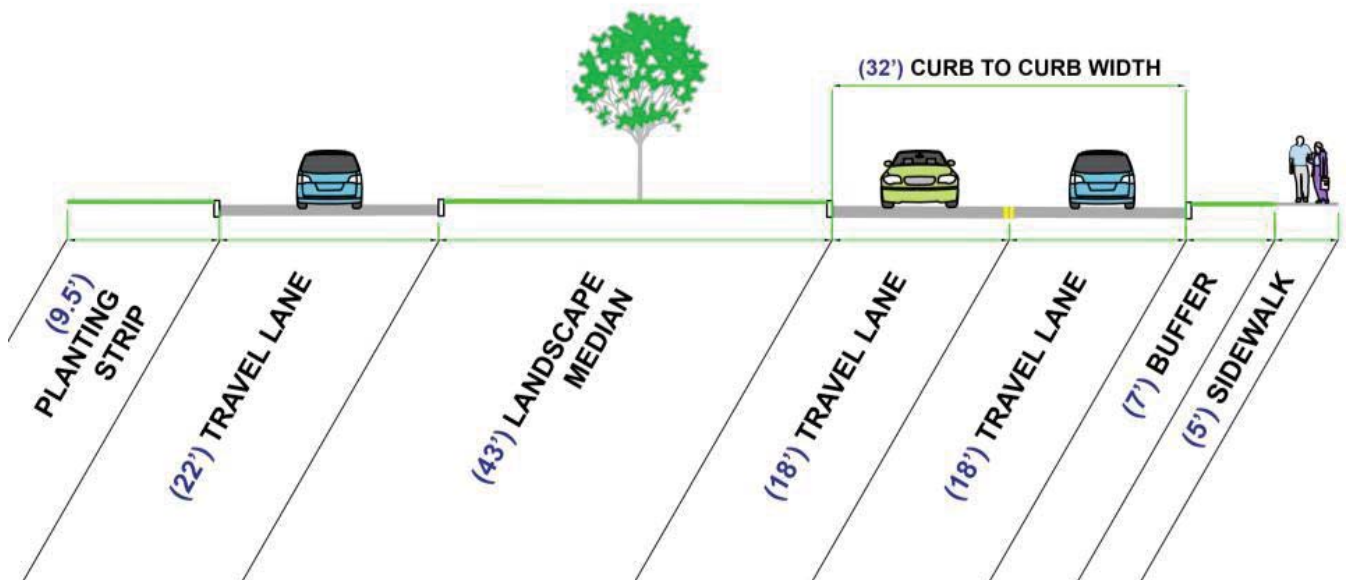 (32’) CURB TO CURB WIDTH
(9.5’)
PLANTING
STRIP
(22’) TRAVEL LANE
(43’) LANDSCAPE
MEDIAN
(18’) TRAVEL LANE
(18’) TRAVEL LANE
(7’) BUFFER
(5’) SIDEWALK